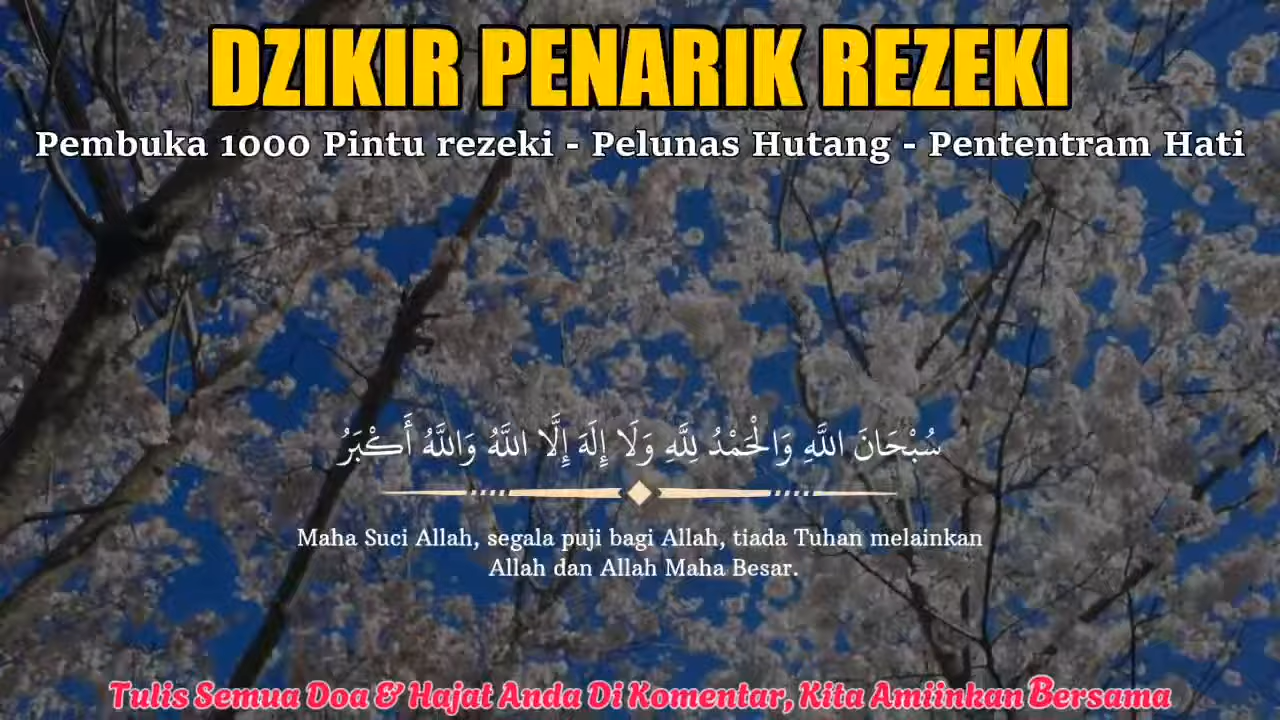 DZIKIR PENARIK REZEKI
Pembuka 1000 Pintu rezeki - Pelunas Hutang - Pententram Hati
سُبْحَانَ اللَّهِ وَالْحَمْدُ لِلَّهِ وَلَا إِلَهَ إِلَّا اللَّهُ وَاللَّهُ أَكْبَرُ
Maha Suci Allah, segala puji bagi Allah, tiada Tuhan melainkan
Allah dan Allah Maha Besar.
Tulis Semua Doa & Hajat Anda Di Komentar, Kita Amiinkan Bersama